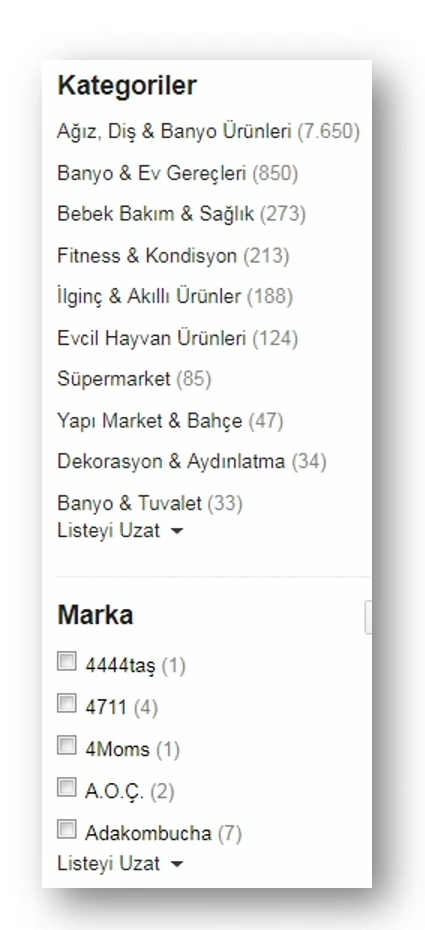 Kategoriler
Ağız, Diş & Banyo Ürünleri (7.650)
Banyo & Ev Gereçleri (850)
Bebek Bakım & Sağlık (273)
Fitness & Kondisyon (213)
İlginç & Akıllı Ürünler (188)
Evcil Hayvan Ürünleri (124)
Süpermarket (85)
Yapı Market & Bahçe (47)
Dekorasyon & Aydınlatma (34)
Banyo & Tuvalet (33)
Listeyi Uzat
Marka
4444taş (1)
4711 (4)
4Moms (1)
A.O.Ç. (2)
Adakombucha (7)
Listeyi Uzat